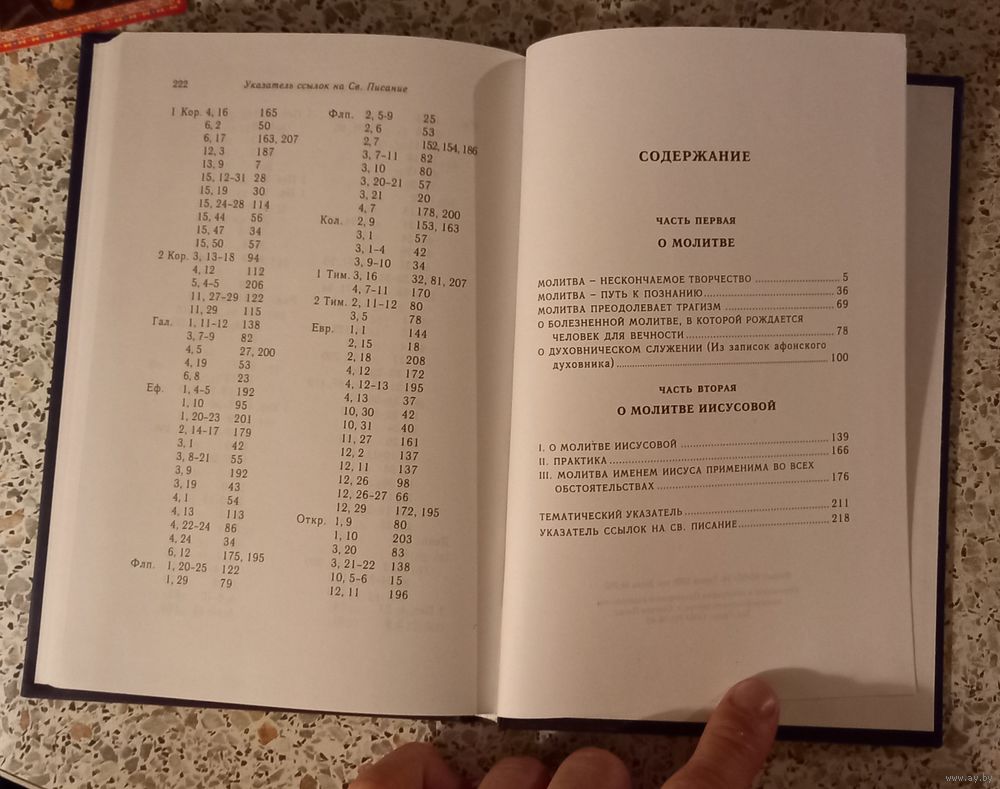 222 Указатель ссылок на Св. Писание
1 Кор. 4, 16 165
6, 2 50
6, 17 163, 207
12, 3 187
13, 9 7
15, 12–31 28
15, 19 30
15, 24–28 114
15, 44 56
15, 47 34
15, 50 57
2 Кор. 3, 13–18 94
4, 12 112
5, 4–5 206
11, 27–29 122
11, 29 115
Гал. 1, 11–12 138
3, 7–9 82
4, 5 27, 200
4, 19 53
6, 8 23
Еф. 1, 4–5 192
1, 10 95
1, 20–23 201
2, 14–17 179
3, 1 42
3, 8–21 55
3, 9 192
3, 19 43
4, 1 54
4, 13 113
4, 22–24 86
4, 24 34
6, 12 175, 195
Флп. 1, 20–25 122
1, 29 79
Флп. 2, 5–9 25
2, 6 53
2, 7 152, 154, 186
3, 7–11 82
3, 10 80
3, 20–21 57
3, 21 20
4, 7 178, 200
Кол. 2, 9 153, 163
3, 1 57
3, 1–4 42
3, 9–10 34
1 Тим. 3, 16 32, 81, 207
4, 7–11 170
2 Тим. 2, 11–12 80
3, 5 78
Евр. 1, 1 144
2, 15 18
2, 18 208
4, 12 172
4, 12–13 195
4, 13 37
10, 30 42
10, 31 40
11, 27 161
12, 2 137
12, 11 137
12, 26 98
12, 26–27 66
12, 29 172, 195
Откр. 1, 9 80
1, 10 203
3, 20 83
3, 21–22 138
10, 5–6 15
12, 11 196
СОДЕРЖАНИЕ
ЧАСТЬ ПЕРВАЯ
О МОЛИТВЕ
МОЛИТВА – НЕСКОНЧАЕМОЕ ТВОРЧЕСТВО 5
МОЛИТВА – ПУТЬ К ПОЗНАНИЮ 36
МОЛИТВА ПРЕОДОЛЕВАЕТ ТРАГИЗМ 69
О БОЛЕЗНЕННОЙ МОЛИТВЕ, В КОТОРОЙ РОЖДАЕТСЯ
ЧЕЛОВЕК ДЛЯ ВЕЧНОСТИ 78
О ДУХОВНИЧЕСКОМ СЛУЖЕНИИ (Из записок афонского
духовника) 100
ЧАСТЬ ВТОРАЯ
О МОЛИТВЕ ИИСУСОВОЙ
I. О МОЛИТВЕ ИИСУСОВОЙ 139
II. ПРАКТИКА 166
III. МОЛИТВА ИМЕНЕМ ИИСУСА ПРИМЕНИМА ВО ВСЕХ
ОБСТОЯТЕЛЬСТВАХ 176
ТЕМАТИЧЕСКИЙ УКАЗАТЕЛЬ 211
УКАЗАТЕЛЬ ССЫЛОК НА СВ. ПИСАНИЕ 218
www.ay.by